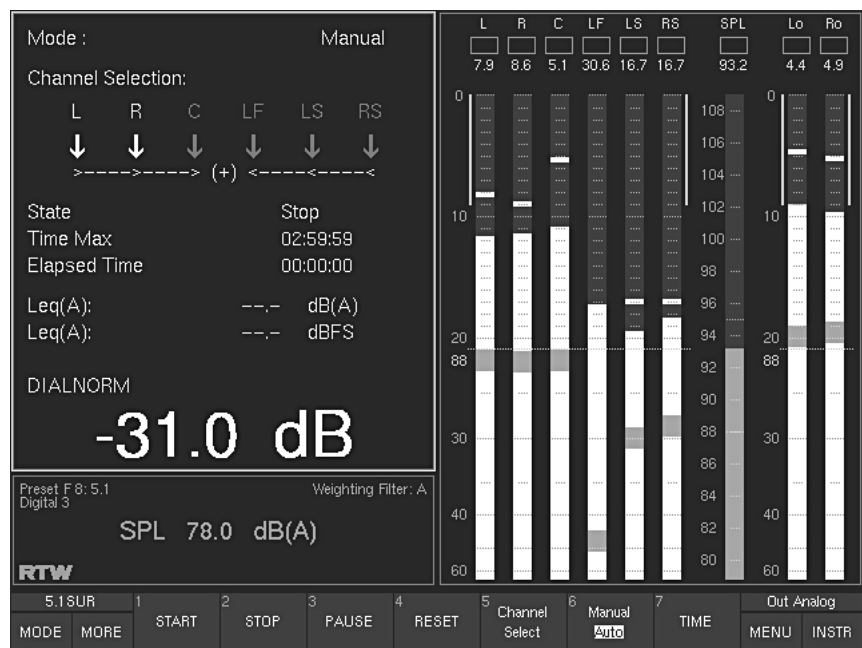 Mode : Manual
Channel Selection:
L R C LF LS RS
>---->----> (+) <----<----<
State Stop
Time Max 02:59:59
Elapsed Time 00:00:00
Leq(A): --,- dB(A)
Leq(A): --,- dBFS
DIALNORM
-31.0 dB
Preset F 8: 5.1 Weighting Filter: A
Digital 3
SPL 78.0 dB(A)
RTW
L R C LF LS RS SPL Lo Ro
7.9 8.6 5.1 30.6 16.7 16.7 93.2 4.4 4.9
0 0
108
106
104
102
10 10
100
98
96
94
20 20
88 88
92
90
30 88 30
86
84
40 40
82
80
60 60
5.1SUR 1 2 3 4 5 6 7 Out Analog
MODE MORE START STOP PAUSE RESET Channel Select Manual Auto TIME MENU INSTR